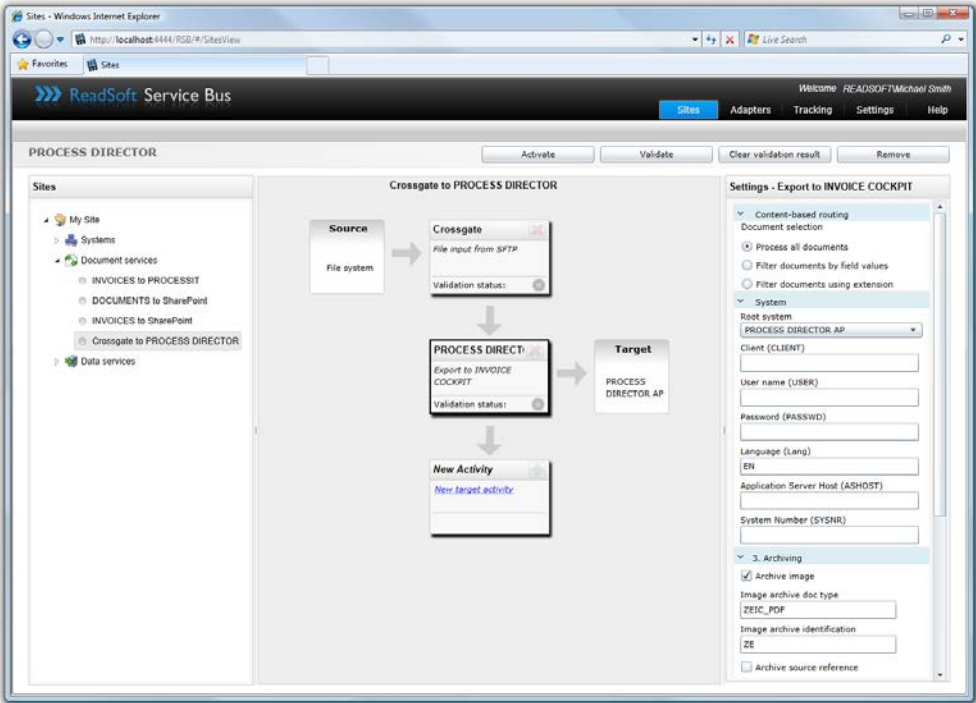 Sites - Windows Internet Explorer
http://localhost:4444/RSB/#/SitesView
Live Search
Favorites
Sites
ReadSoft Service Bus
Welcome READSOFT\Michael Smith
Sites
Adapters
Tracking
Settings
Help
PROCESS DIRECTOR
Activate
Validate
Clear validation result
Remove
Sites
My Site
Systems
Document services
INVOICES to PROCESSIT
DOCUMENTS to SharePoint
INVOICES to SharePoint
Crossgate to PROCESS DIRECTOR
Data services
Crossgate to PROCESS DIRECTOR
Source
File system
Crossgate
File input from SFTP
Validation status:
PROCESS DIRECT
Export to INVOICE
COCKPIT
Validation status:
Target
PROCESS
DIRECTOR AP
New Activity
New target activity
Settings - Export to INVOICE COCKPIT
Content-based routing
Document selection
Process all documents
Filter documents by field values
Filter documents using extension
System
Root system
PROCESS DIRECTOR AP
Client (CLIENT)
User name (USER)
Password (PASSWD)
Language (Lang)
EN
Application Server Host (ASHOST)
System Number (SYSNR)
3. Archiving
Archive image
Image archive doc type
ZEIC_PDF
Image archive identification
ZE
Archive source reference